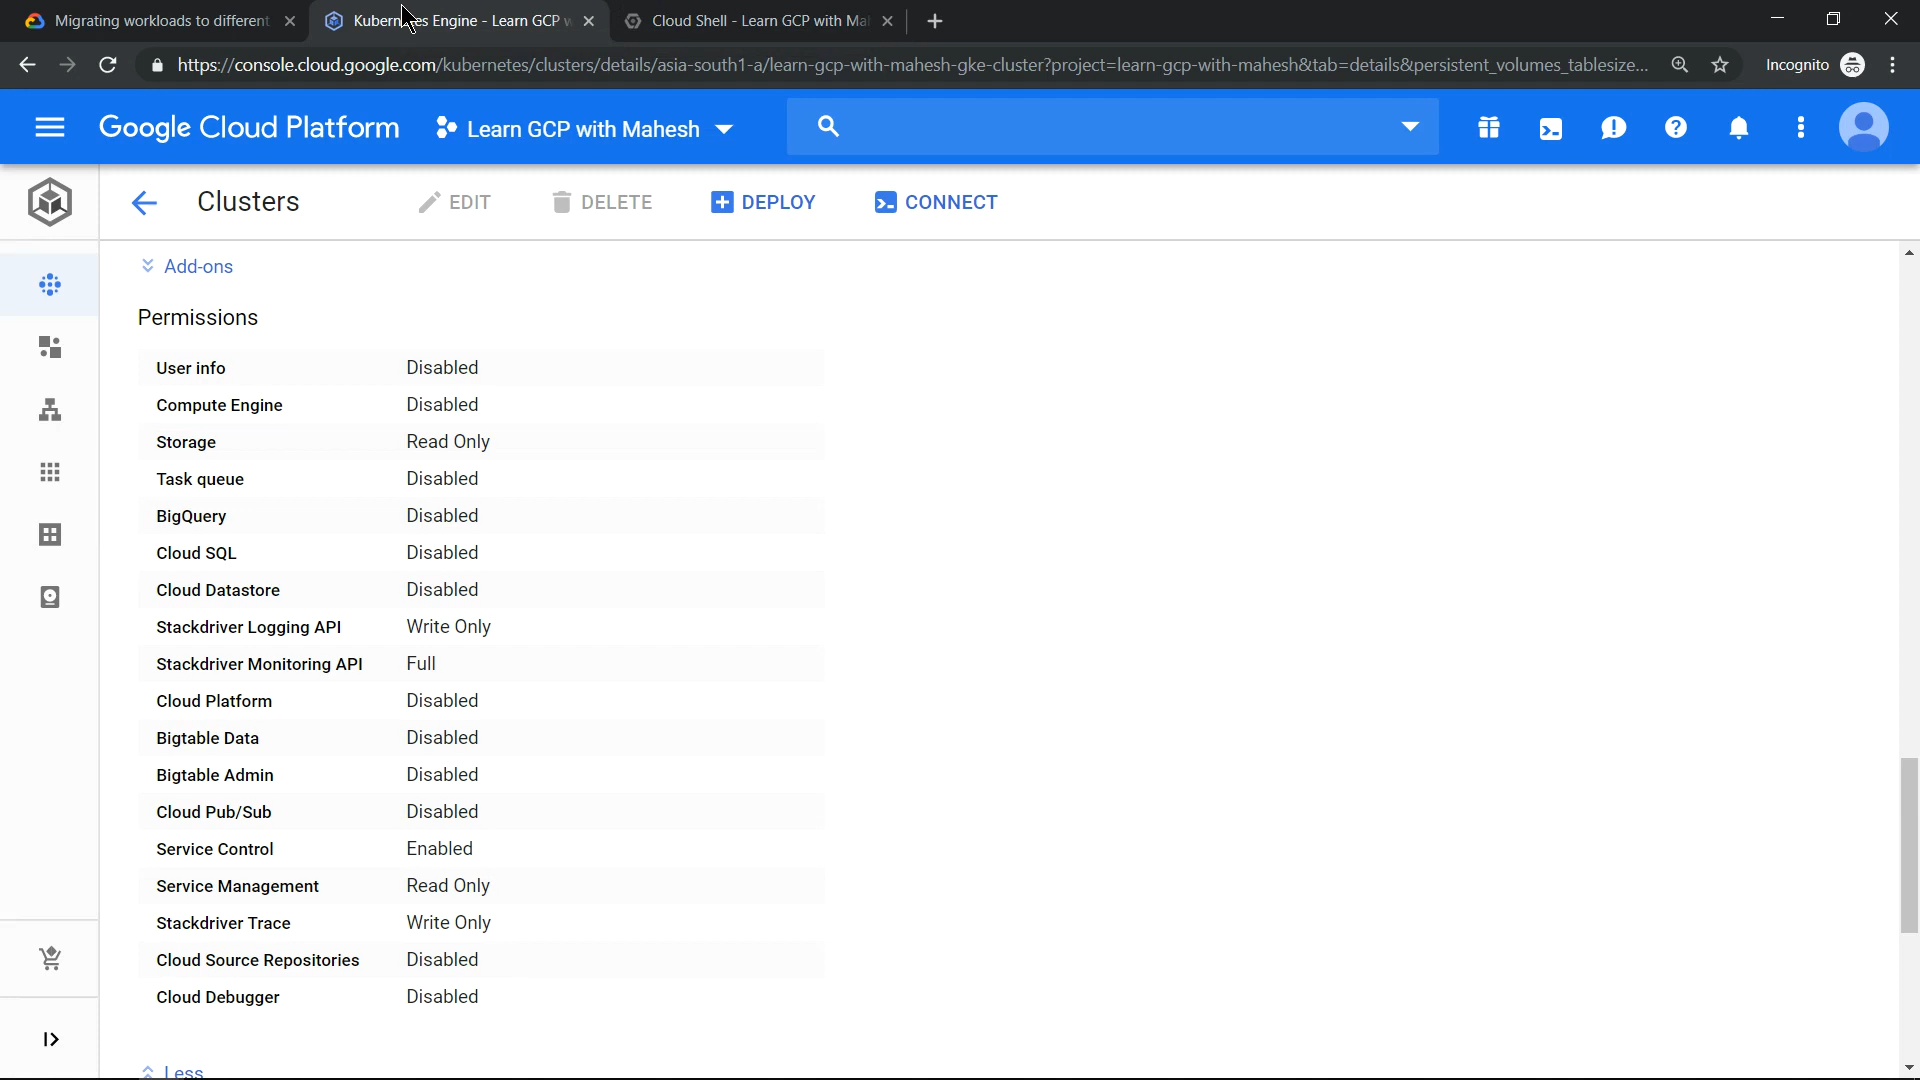 Migrating workloads to different
Kubern es Engine - Learn GCP w
Cloud Shell - Learn GCP with Mah
https://console.cloud.google.com/kubernetes/clusters/details/asia-south1-a/learn-gcp-with-mahesh-gke-cluster?project=learn-gcp-with-mahesh&tab=details&persistent_volumes_tablesize...
Incognito
Google Cloud Platform
Learn GCP with Mahesh
Clusters
EDIT
DELETE
DEPLOY
CONNECT
Add-ons
Permissions
User info Disabled
Compute Engine Disabled
Storage Read Only
Task queue Disabled
BigQuery Disabled
Cloud SQL Disabled
Cloud Datastore Disabled
Stackdriver Logging API Write Only
Stackdriver Monitoring API Full
Cloud Platform Disabled
Bigtable Data Disabled
Bigtable Admin Disabled
Cloud Pub/Sub Disabled
Service Control Enabled
Service Management Read Only
Stackdriver Trace Write Only
Cloud Source Repositories Disabled
Cloud Debugger Disabled
Less